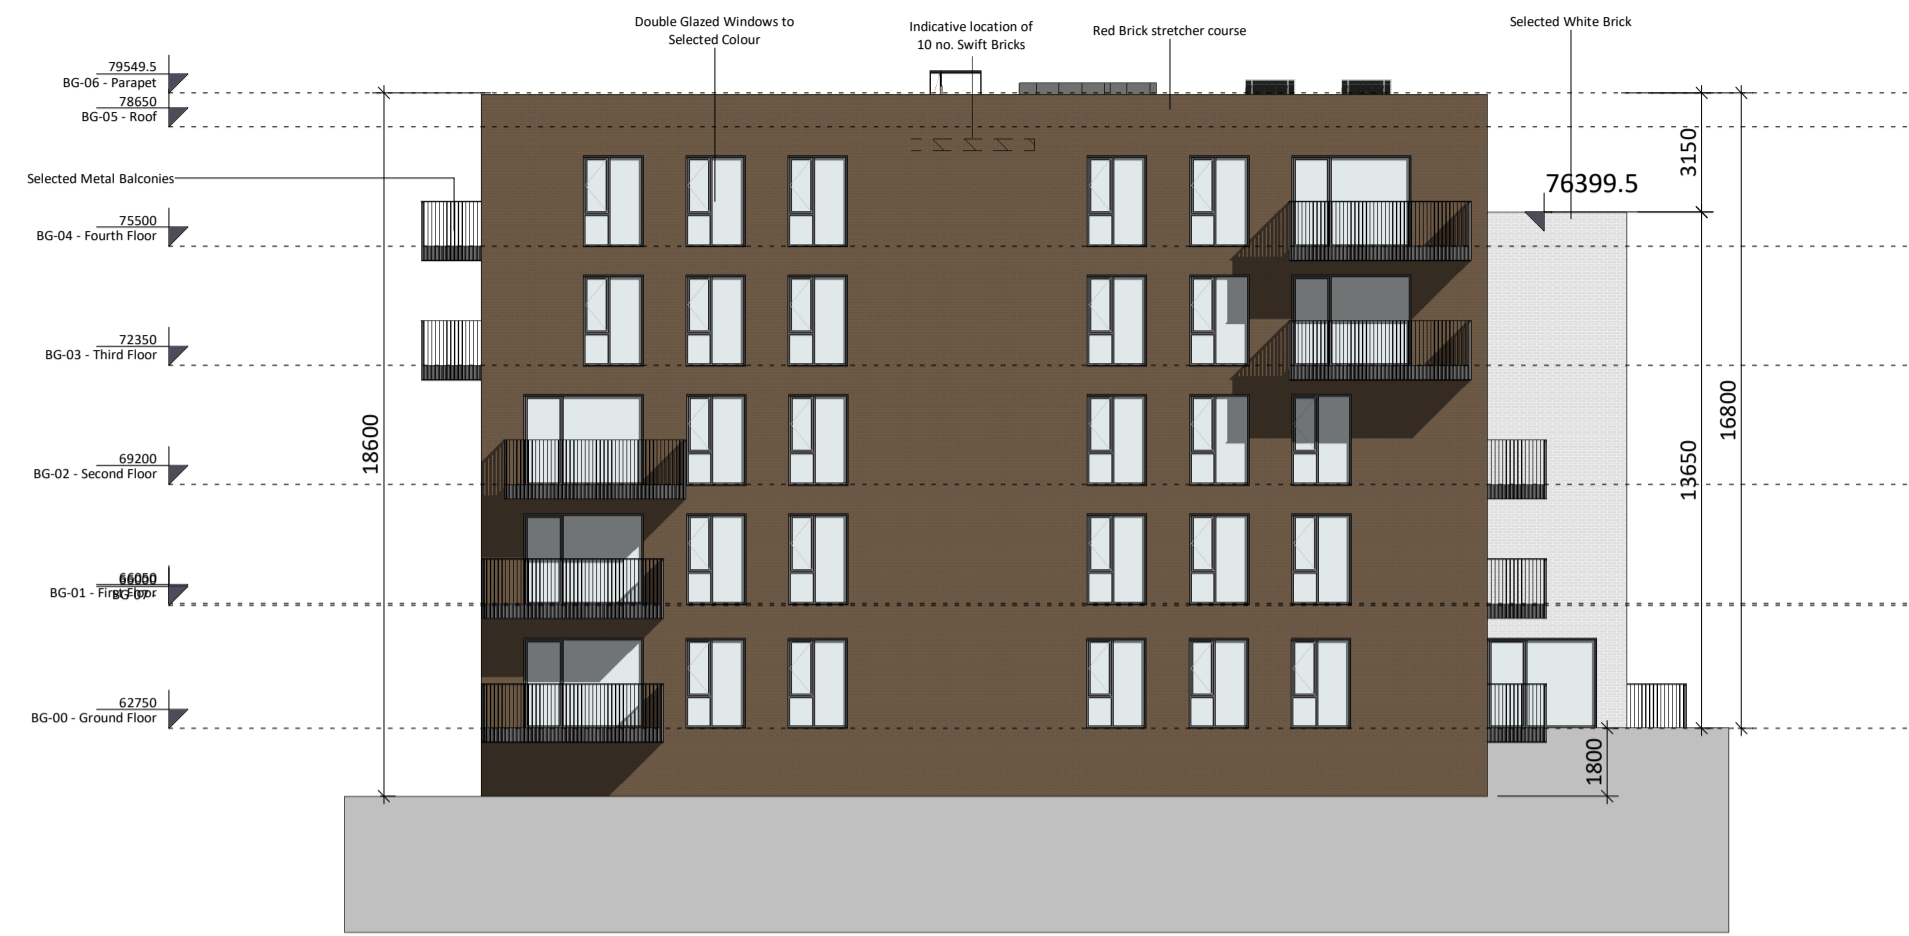 Double Glazed Windows to
Selected Colour
Indicative location of
10 no. Swift Bricks
Red Brick stretcher course
Selected White Brick
79549.5
BG-06 - Parapet
78650
BG-05 - Roof
Selected Metal Balconies
75500
BG-04 - Fourth Floor
72350
BG-03 - Third Floor
69200
BG-02 - Second Floor
66050
BG-01 - First Floor
62750
BG-00 - Ground Floor
18600
76399.5
3150
13650
16800
1800